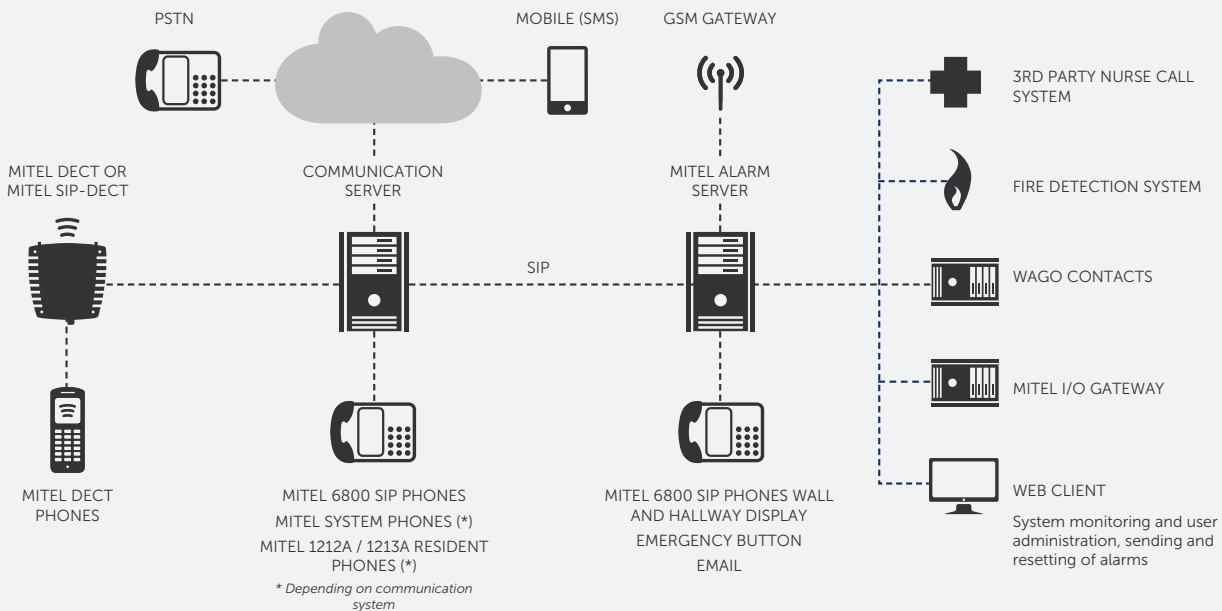 PSTN
MOBILE (SMS)
GSM GATEWAY
3RD PARTY NURSE CALL
SYSTEM
MITEL DECT OR
MITEL SIP-DECT
COMMUNICATION
SERVER
MITEL ALARM
SERVER
FIRE DETECTION SYSTEM
SIP
WAGO CONTACTS
MITEL I/O GATEWAY
MITEL DECT
PHONES
MITEL 6800 SIP PHONES
MITEL SYSTEM PHONES (*)
MITEL 1212A / 1213A RESIDENT
PHONES (*)
* Depending on communication
system
MITEL 6800 SIP PHONES WALL
AND HALLWAY DISPLAY
EMERGENCY BUTTON
EMAIL
WEB CLIENT
System monitoring and user
administration, sending and
resetting of alarms